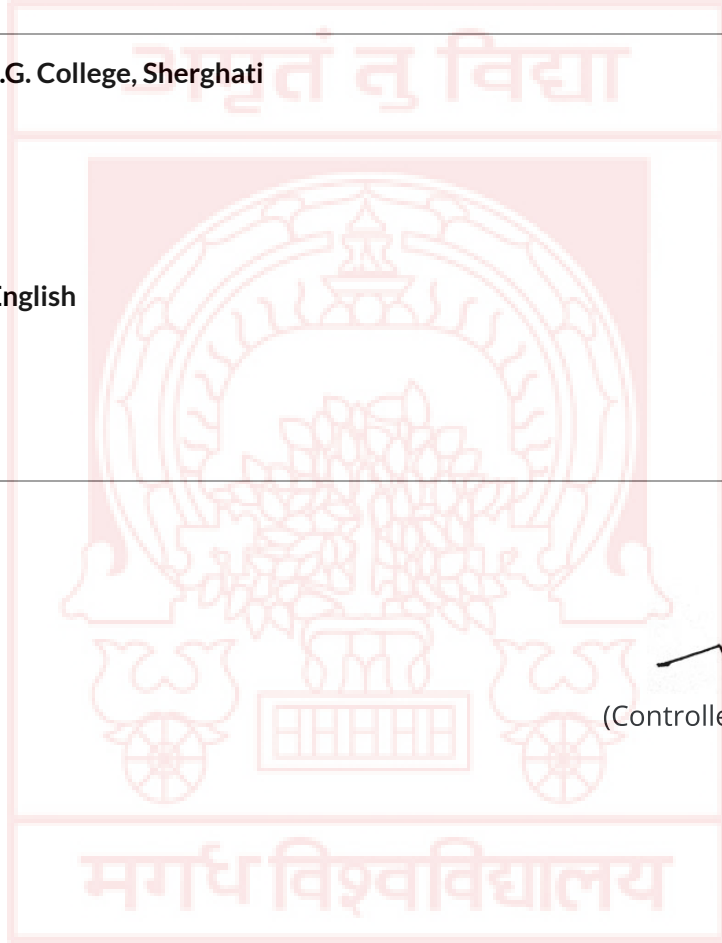 अमृतं तु विद्या
.G. College, Sherghati
English
(Controlle
मगध विश्वविद्यालय